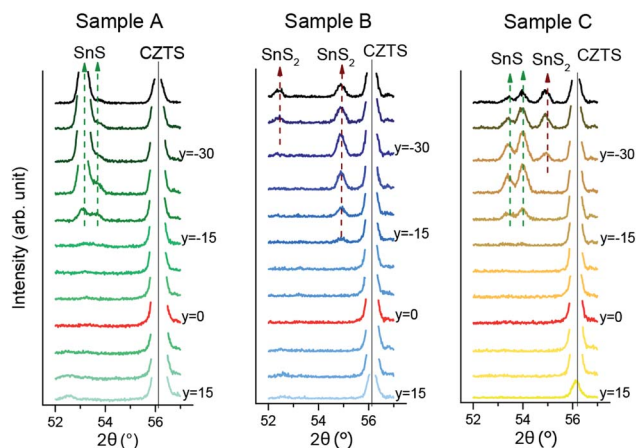 Sample A
Sample B
Sample C
SnS
CZTS
SnS₂
SnS₂
CZTS
SnS
SnS₂
CZTS
Intensity (arb. unit)
y=-30
y=-15
y=0
y=15
y=-30
y=-15
y=0
y=15
y=-30
y=-15
y=0
y=15
52 54 56
52 54 56
52 54 56
2θ (°)
2θ (º)
2θ (º)